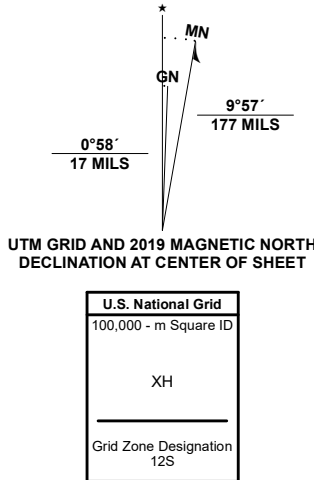 ★
MN
GN
9°57´
177 MILS
0°58´
17 MILS
UTM GRID AND 2019 MAGNETIC NORTH
DECLINATION AT CENTER OF SHEET
U.S. National Grid
100,000 - m Square ID
XH
Grid Zone Designation
12S